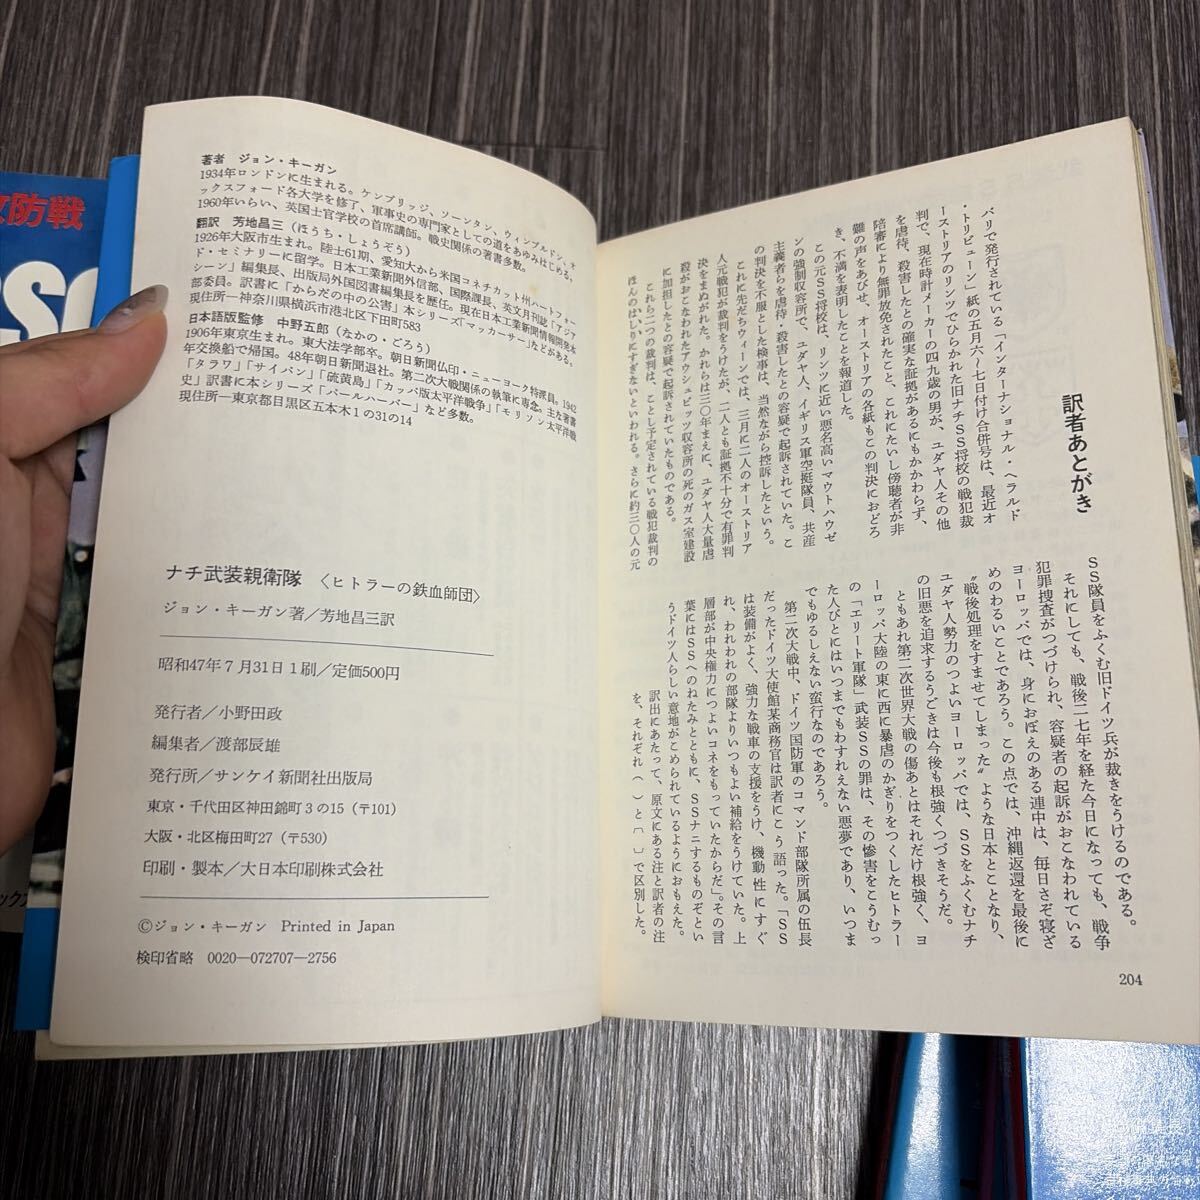 著者 ジョン・キーガン
1934年ロンドンに生まれる。ケンブリッジ、ソーンタン、ウィンブルドン、オ
ックスフォード各大学を修了、軍事史の専門家としての道をあゆみはじめる。
1960年いらい、英国士官学校の首席講師。戦史関係の著書多数。
翻訳 芳地昌三（ほうち・しょうぞう）
1926年大阪市生まれ。陸士61期、愛知大から米国コネチカット州ハートフォー
ド・セミナリーに留学。日本工業新聞外信部、国際課長、英文月刊誌「アジア
シーン」編集長、出版局外国図書編集長を歴任。現在日本工業新聞情報開発本
部委員。訳書に「からだの中の公害」本シリーズ「マッカーサー」などがある。
現住所―神奈川県横浜市港北区下田町583
日本語版監修 中野五郎（なかの・ごろう）
1906年東京生まれ。東大法学部卒。朝日新聞仏印・ニューヨーク特派員。1942
年交換船で帰国。48年朝日新聞退社。第二次大戦関係の執筆に専念。主な著書
「タラワ」「サイパン」「硫黄島」「カッパ版太平洋戦争」「モリソン太平洋戦
史」訳書に本シリーズ「パールハーバー」など多数。
現住所―東京都目黒区五本木1の31の14
ナチ武装親衛隊 〈ヒトラーの鉄血師団〉
ジョン・キーガン著／芳地昌三訳
昭和47年7月31日1刷／定価500円
発行者／小野田政
編集者／渡部辰雄
発行所／サンケイ新聞社出版局
東京・千代田区神田錦町3の15（〒101）
大阪・北区梅田町27（〒530）
印刷・製本／大日本印刷株式会社
©ジョン・キーガン Printed in Japan
検印省略 0020―072707―2756
訳者あとがき
パリで発行されている「インターナショナル・ヘラルド
・トリビューン」紙の五月六～七日付け合併号は、最近オ
ーストリアのリンツでひらかれた旧ナチSS将校の戦犯裁
判で、現在時計メーカーの四九歳の男が、ユダヤ人その他
を虐待、殺害したとの確実な証拠があるにもかかわらず、
陪審により無罪放免されたこと、これにたいし傍聴者が非
難の声をあびせ、オーストリアの各紙もこの判決におどろ
き、不満を表明したことを報道した。
この元SS将校は、リンツに近い悪名高いマウトハウゼ
ンの強制収容所で、ユダヤ人、イギリス軍空挺隊員、共産
主義者らを虐待・殺害したとの容疑で起訴されていた。こ
の判決を不服とした検事は、当然ながら控訴したという。
これに先だちウィーンでは、三月に二人のオーストリア
人元戦犯が裁判をうけたが、二人とも証拠不十分で有罪判
決をまぬがれた。かれらは三〇年まえに、ユダヤ人大量虐
殺がおこなわれたアウシュビッツ収容所の死のガス室建設
に加担したとの容疑で起訴されていたものである。
これら二つの裁判は、ことし予定されている戦犯裁判の
ほんのはしりにすぎないといわれる。さらに約三〇人の元
SS隊員をふくむ旧ドイツ兵が裁きをうけるのである。
それにしても、戦後二七年を経た今日になっても、戦争
犯罪捜査がつづけられ、容疑者の起訴がおこなわれている
ヨーロッパでは、身におぼえのある連中は、毎日さぞ寝ざ
めのわるいことであろう。この点では、沖縄返還を最後に
〝戦後処理をすませてしまった〟ような日本とことなり、
ユダヤ人勢力のつよいヨーロッパでは、SSをふくむナチ
の旧悪を追求するうごきは今後も根強くつづきそうだ。
ともあれ第二次世界大戦の傷あとはそれだけ根強く、ヨ
ーロッパ大陸の東に西に暴虐のかぎりをつくしたヒトラー
の「エリート軍隊」武装SSの罪は、その惨害をこうむっ
た人びとにはいつまでもわすれえない悪夢であり、いつま
でもゆるしえない蛮行なのであろう。
第二次大戦中、ドイツ国防軍のコマンド部隊所属の伍長
だったドイツ大使館某商務官は訳者にこう語った。「SS
は装備がよく、強力な戦車の支援をうけ、機動性にすぐ
れ、われわれの部隊よりいつもよい補給をうけていた。上
層部が中央権力につよいコネをもっていたからだ」。その言
葉にはSSへのねたみとともに、SSナニするものぞとい
うドイツ人らしい意地がこめられているようにおもえた。
訳出にあたって、原文にある注と訳者の注
を、それぞれ（ ）と〔 〕で区別した。
204
攻防戦